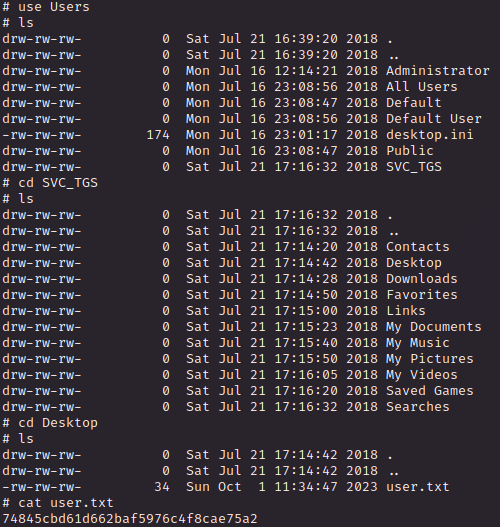 # use Users
# ls
drw-rw-rw-          0  Sat Jul 21 16:39:20 2018 .
drw-rw-rw-          0  Sat Jul 21 16:39:20 2018 ..
drw-rw-rw-          0  Mon Jul 16 12:14:21 2018 Administrator
drw-rw-rw-          0  Mon Jul 16 23:08:56 2018 All Users
drw-rw-rw-          0  Mon Jul 16 23:08:47 2018 Default
drw-rw-rw-          0  Mon Jul 16 23:08:56 2018 Default User
-rw-rw-rw-        174  Mon Jul 16 23:01:17 2018 desktop.ini
drw-rw-rw-          0  Mon Jul 16 23:08:47 2018 Public
drw-rw-rw-          0  Sat Jul 21 17:16:32 2018 SVC_TGS
# cd SVC_TGS
# ls
drw-rw-rw-          0  Sat Jul 21 17:16:32 2018 .
drw-rw-rw-          0  Sat Jul 21 17:16:32 2018 ..
drw-rw-rw-          0  Sat Jul 21 17:14:20 2018 Contacts
drw-rw-rw-          0  Sat Jul 21 17:14:42 2018 Desktop
drw-rw-rw-          0  Sat Jul 21 17:14:28 2018 Downloads
drw-rw-rw-          0  Sat Jul 21 17:14:50 2018 Favorites
drw-rw-rw-          0  Sat Jul 21 17:15:00 2018 Links
drw-rw-rw-          0  Sat Jul 21 17:15:23 2018 My Documents
drw-rw-rw-          0  Sat Jul 21 17:15:40 2018 My Music
drw-rw-rw-          0  Sat Jul 21 17:15:50 2018 My Pictures
drw-rw-rw-          0  Sat Jul 21 17:16:05 2018 My Videos
drw-rw-rw-          0  Sat Jul 21 17:16:20 2018 Saved Games
drw-rw-rw-          0  Sat Jul 21 17:16:32 2018 Searches
# cd Desktop
# ls
drw-rw-rw-          0  Sat Jul 21 17:14:42 2018 .
drw-rw-rw-          0  Sat Jul 21 17:14:42 2018 ..
-rw-rw-rw-         34  Sun Oct  1 11:34:47 2023 user.txt
# cat user.txt
74845cbd61d662baf5976c4f8cae75a2